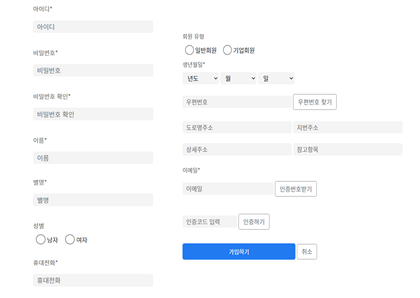 아이디*
아이디
비밀번호*
비밀번호
비밀번호 확인*
비밀번호 확인
이름*
이름
별명*
별명
성별
남자 여자
휴대전화*
휴대전화
회원 유형
일반회원 기업회원
생년월일*
년도 월 일
우편번호 우편번호 찾기
도로명주소 지번주소
상세주소 참고항목
이메일*
이메일 인증번호받기
인증코드 입력 인증하기
가입하기 취소